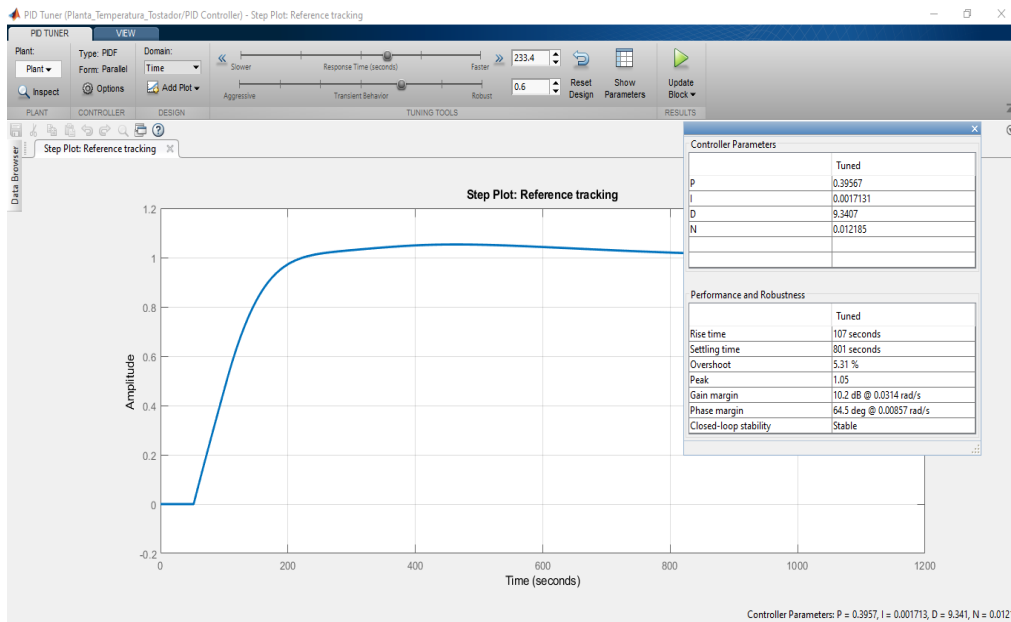 PID Tuner (Planta_Temperatura_Tostador/PID Controller) - Step Plot: Reference tracking
PID TUNER VIEW
Plant: Type: PIDF Domain:
Plant Form: Parallel Time Slower Response Time (seconds) Faster 233.4
Inspect Options Add Plot Aggressive Transient Behavior Robust 0.6 Reset Design Show Parameters Update Block
PLANT CONTROLLER DESIGN TUNING TOOLS RESULTS
Step Plot: Reference tracking
Data Browser
Controller Parameters
Tuned
P 0.39567
I 0.0017131
D 9.3407
N 0.012185
Performance and Robustness
Tuned
Rise time 107 seconds
Settling time 801 seconds
Overshoot 5.31 %
Peak 1.05
Gain margin 10.2 dB @ 0.0314 rad/s
Phase margin 64.5 deg @ 0.00857 rad/s
Closed-loop stability Stable
Step Plot: Reference tracking
1.2
1
0.8
0.6
0.4
0.2
0
-0.2
Amplitude
0 200 400 600 800 1000 1200
Time (seconds)
Controller Parameters: P = 0.3957, I = 0.001713, D = 9.341, N = 0.0121